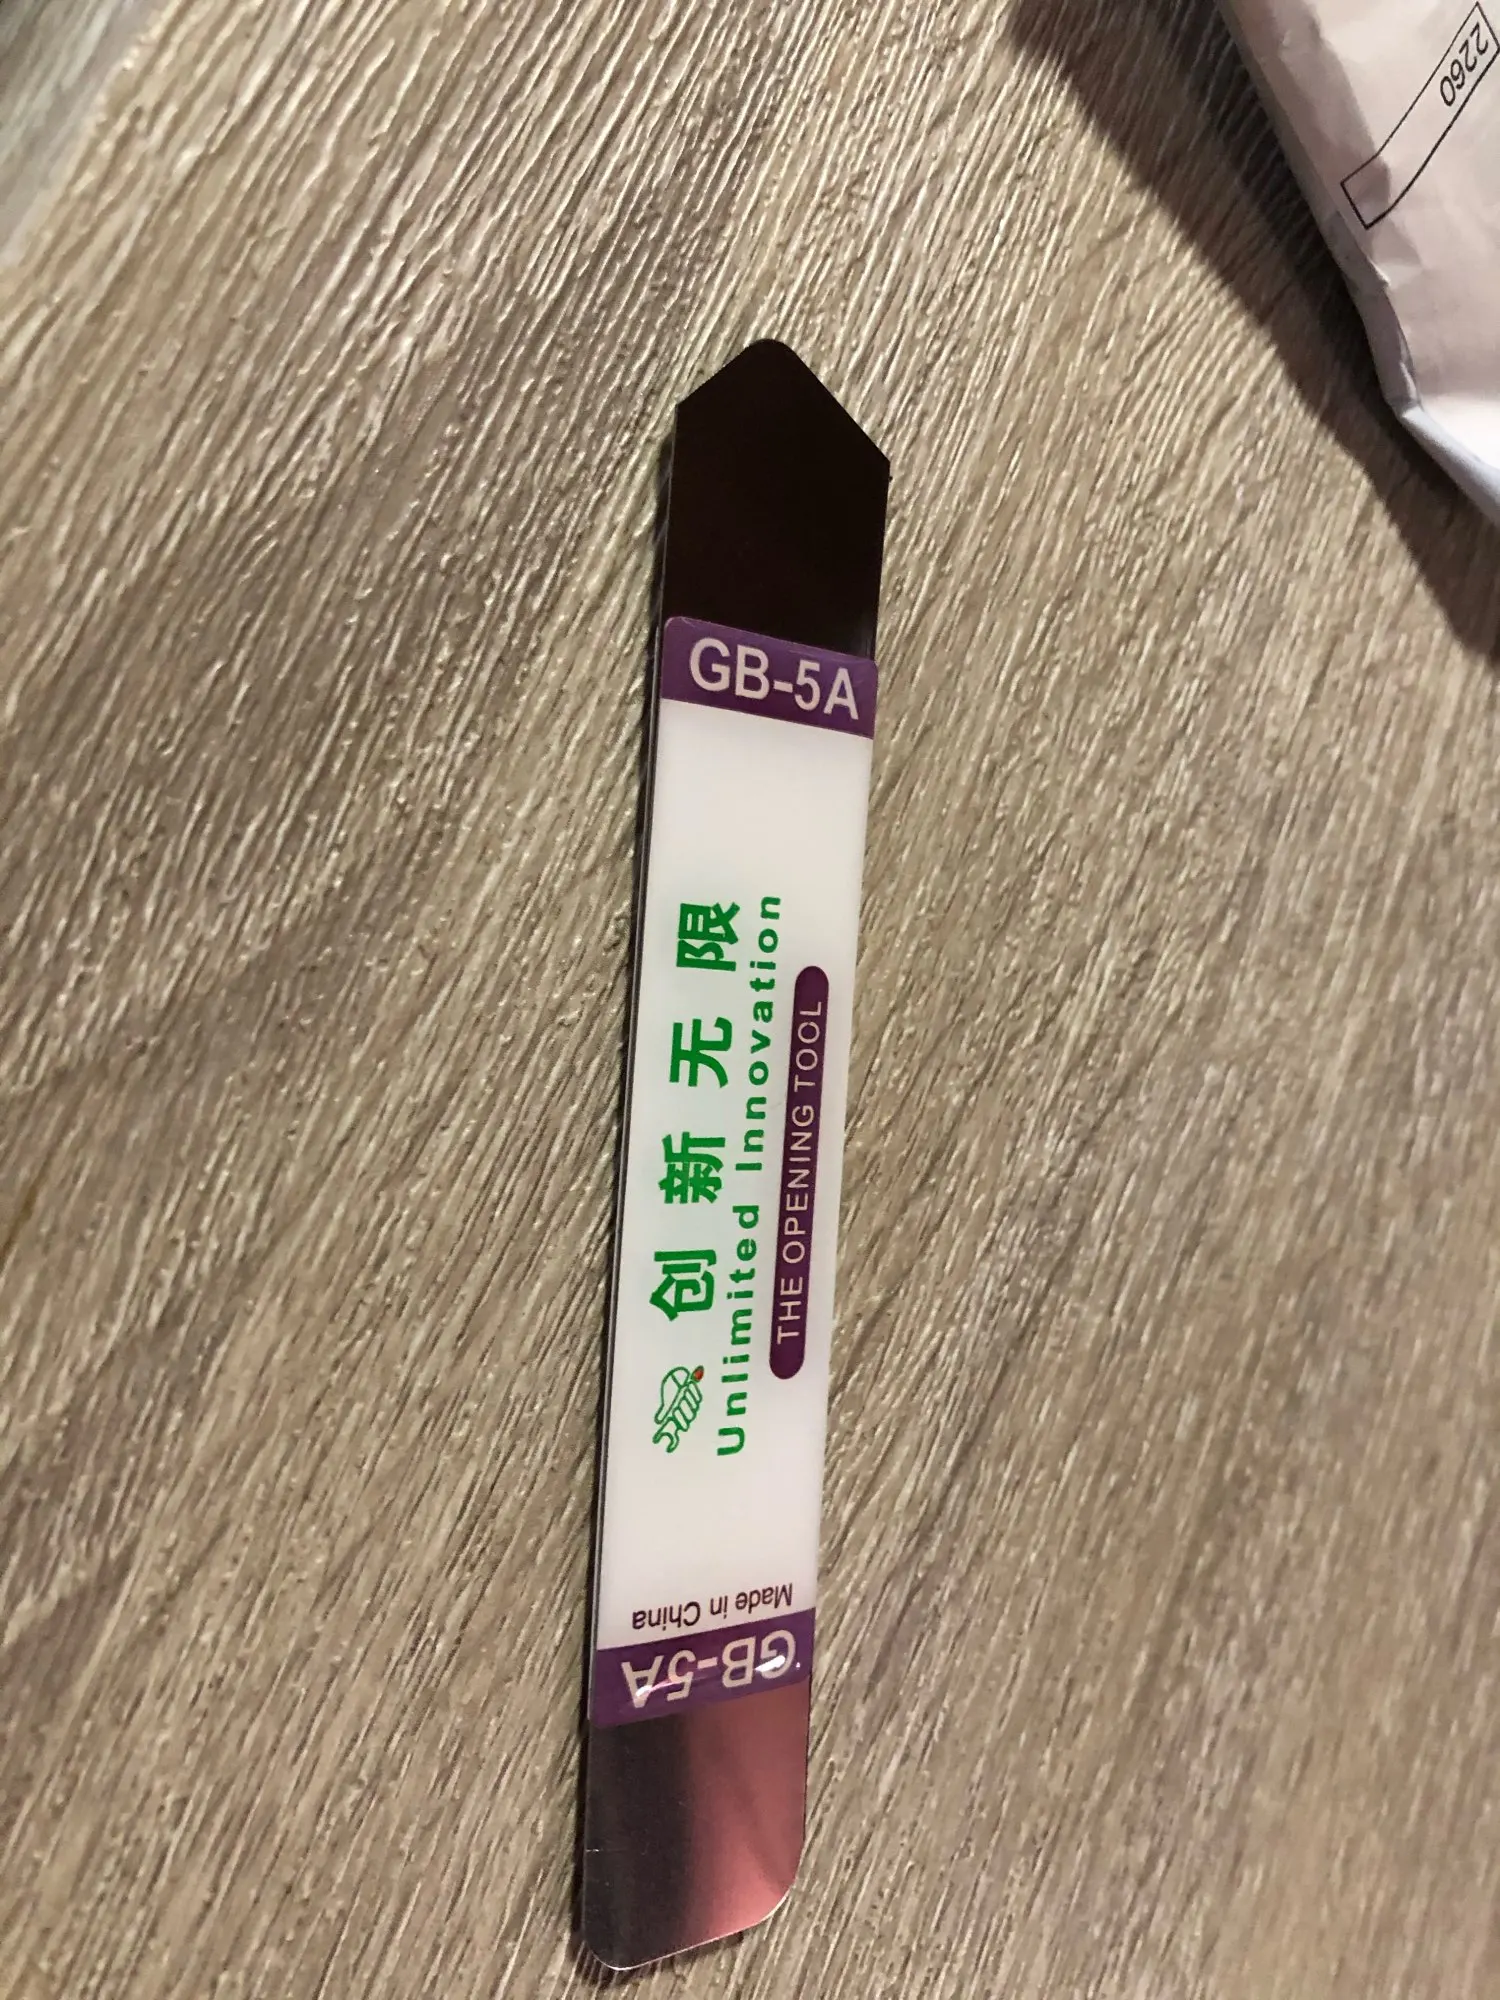 2260
GB-5A
创新无限
Unlimited Innovation
THE OPENING TOOL
Made in China
GB-5A